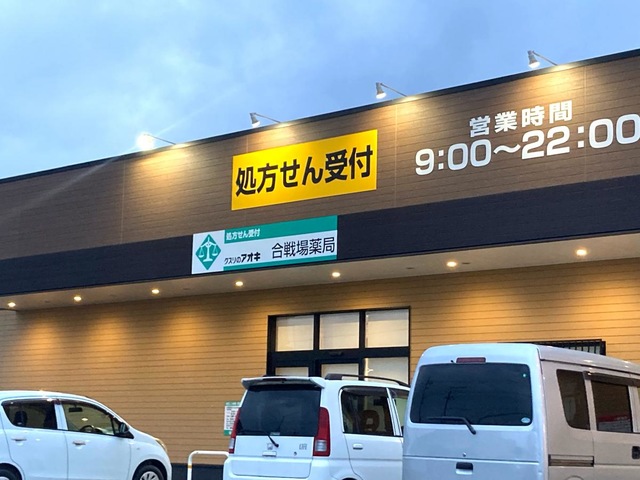 営業時間
9:00〜22:00
処方せん受付
処方せん受付
クスリのアオキ 合戦場薬局